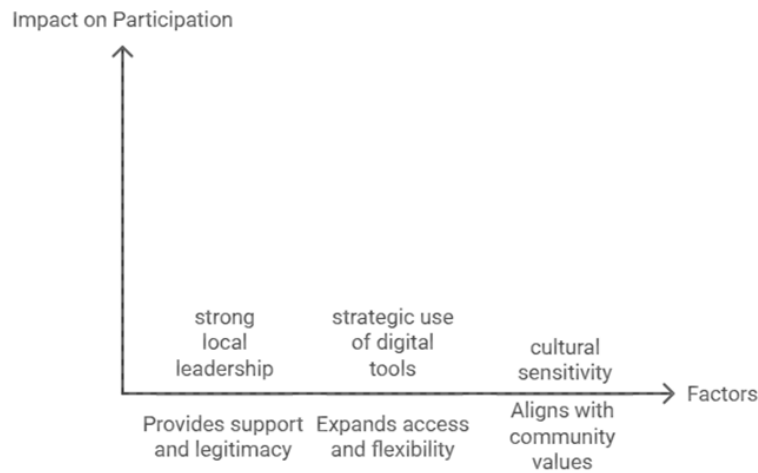 Impact on Participation
strong
local
leadership
strategic use
of digital
tools
cultural
sensitivity
Factors
Provides support
and legitimacy
Expands access
and flexibility
Aligns with
community
values